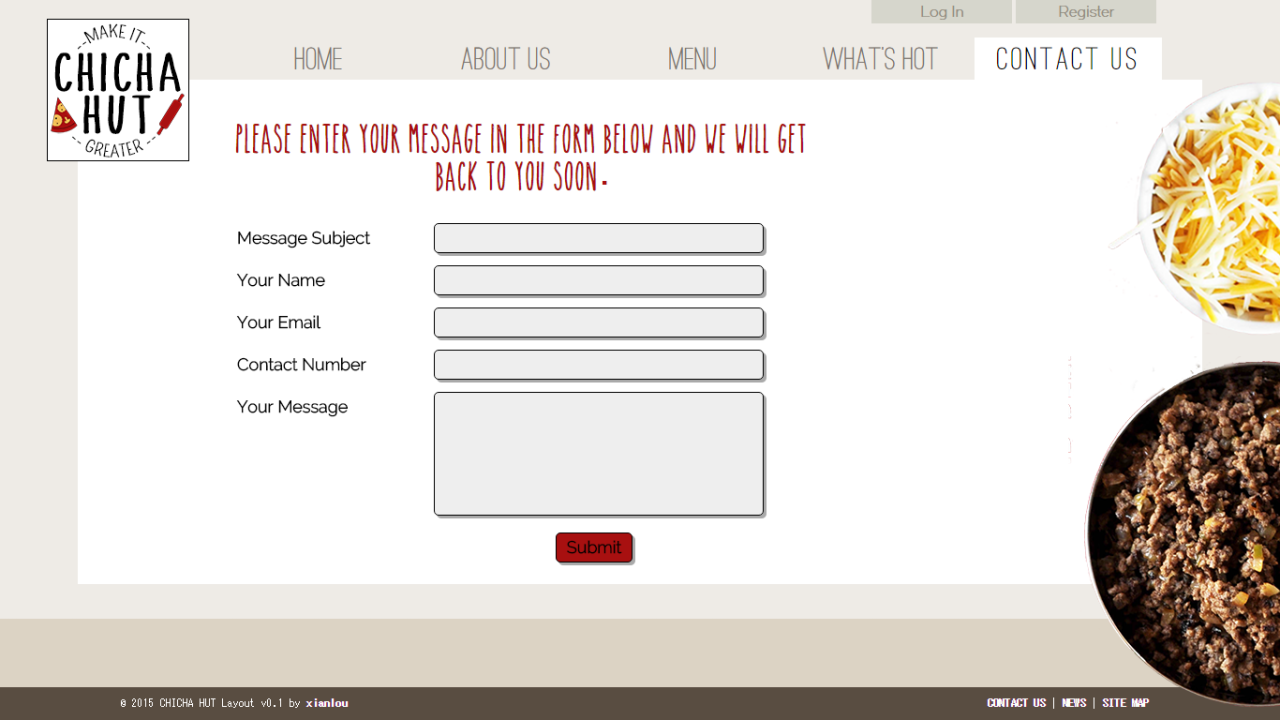 Log In
Register
MAKE IT
CHICHA
HUT
GREATER
HOME
ABOUT US
MENU
WHAT'S HOT
CONTACT US
PLEASE ENTER YOUR MESSAGE IN THE FORM BELOW AND WE WILL GET
BACK TO YOU SOON.
Message Subject
Your Name
Your Email
Contact Number
Your Message
Submit
© 2015 CHICHA HUT Layout v0.1 by xianlou
CONTACT US | NEWS | SITE MAP